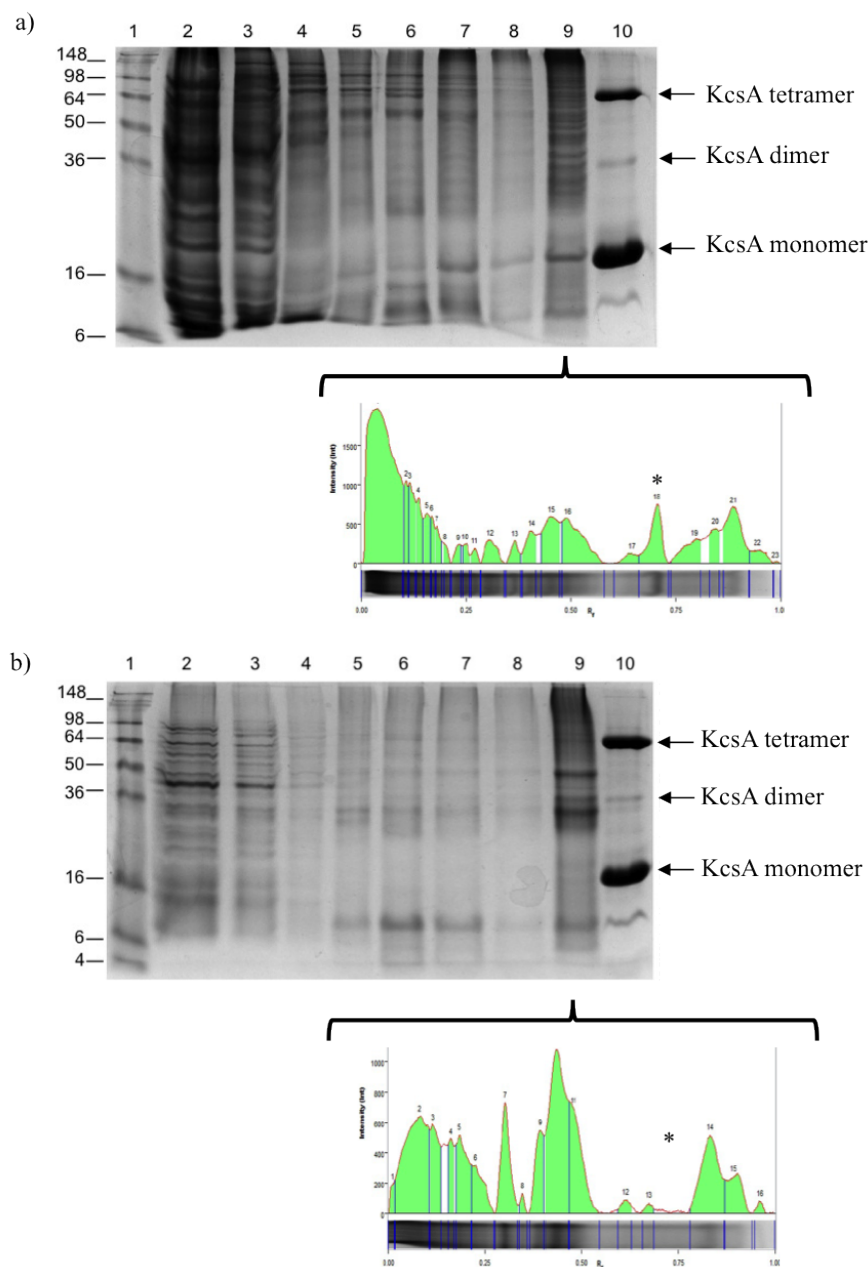 a)
1 2 3 4 5 6 7 8 9 10
148
98
64
50
36
16
6
KcsA tetramer
KcsA dimer
KcsA monomer
Intensity (Int)
1500
1000
500
0
2 3 4 5 6 7 8 9 10 11 12 13 14 15 16 17 18 19 20 21 22 23
*
0.00 0.25 0.50 0.75 1.0
b)
1 2 3 4 5 6 7 8 9 10
148
98
64
50
36
16
6
4
KcsA tetramer
KcsA dimer
KcsA monomer
Intensity (Int)
1000
800
600
400
200
0
1 2 3 4 5 6 7 8 9 11 12 13 14 15 16
*
0.25 0.50 0.75 1.00